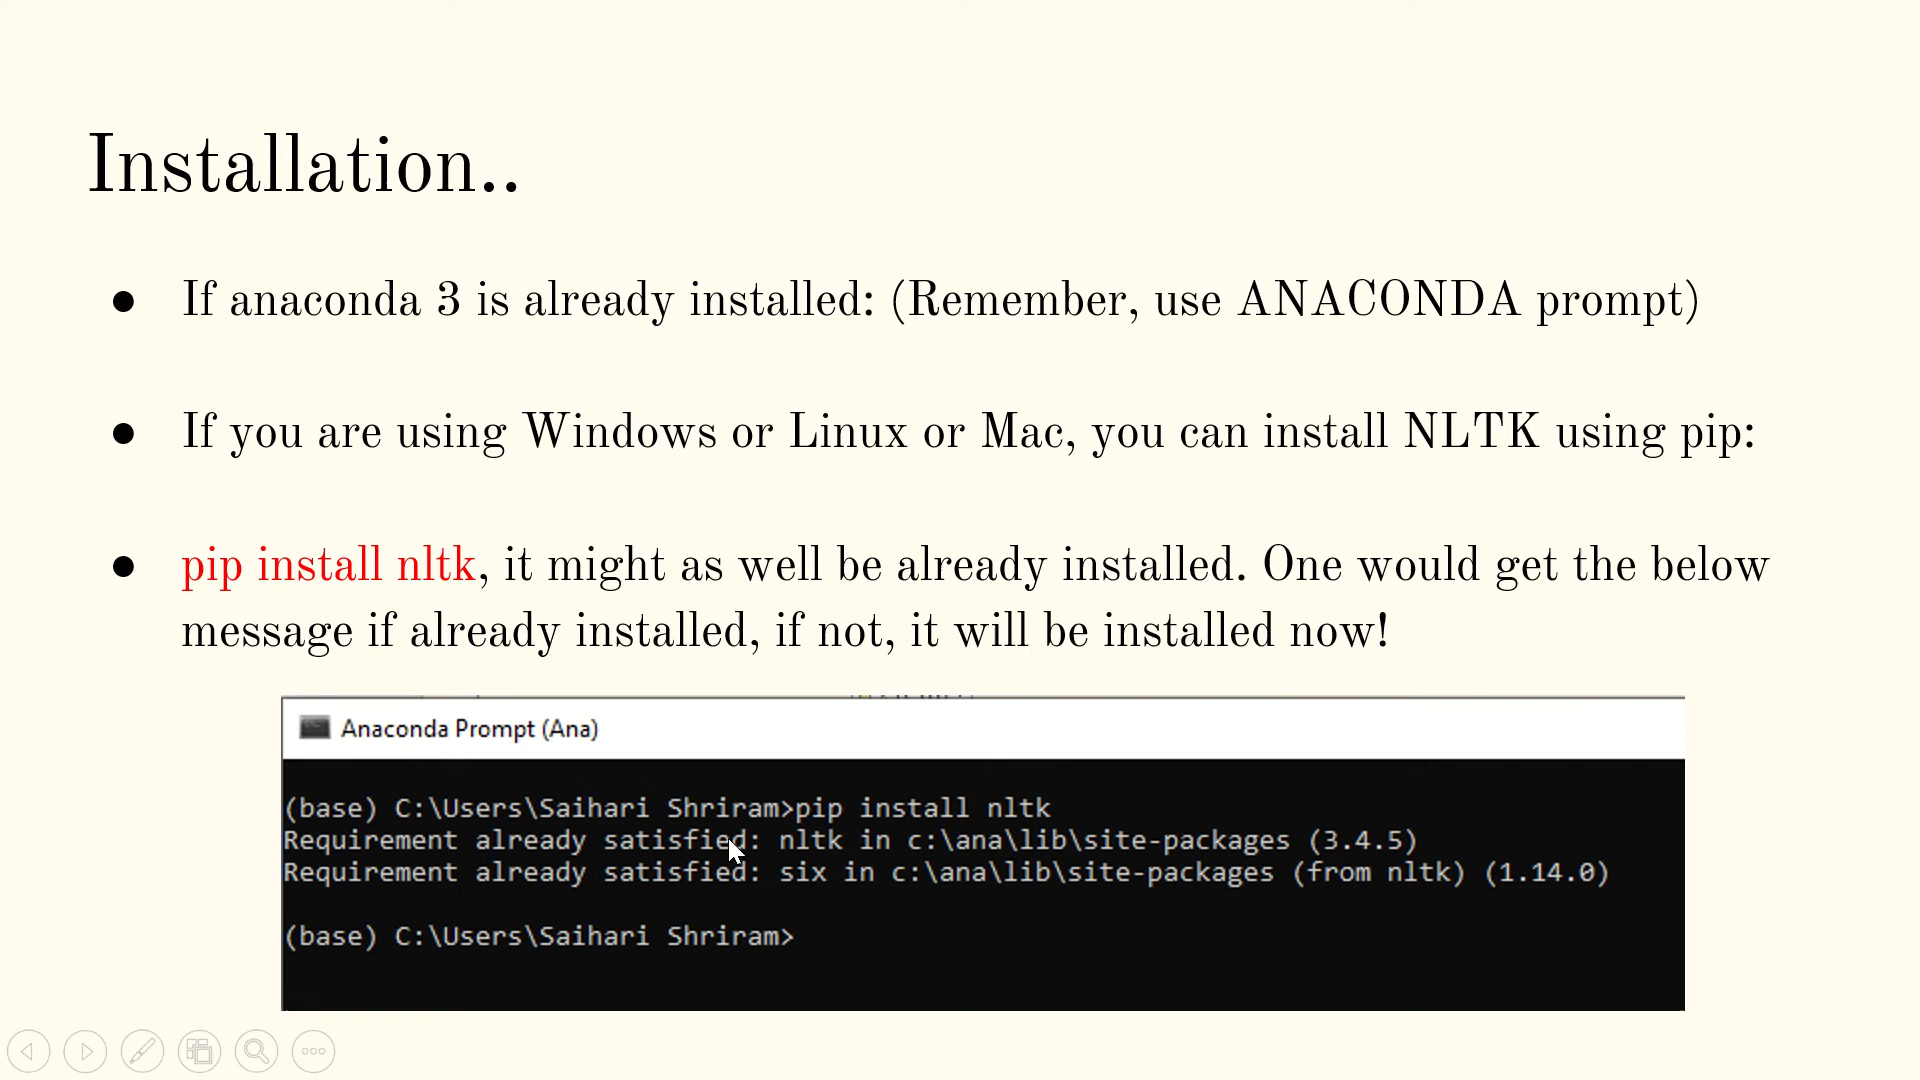 Installation..
● If anaconda 3 is already installed: (Remember, use ANACONDA prompt)
● If you are using Windows or Linux or Mac, you can install NLTK using pip:
● pip install nltk, it might as well be already installed. One would get the below
message if already installed, if not, it will be installed now!
Anaconda Prompt (Ana)
(base) C:\Users\Saihari Shriram>pip install nltk
Requirement already satisfied: nltk in c:\ana\lib\site-packages (3.4.5)
Requirement already satisfied: six in c:\ana\lib\site-packages (from nltk) (1.14.0)
(base) C:\Users\Saihari Shriram>